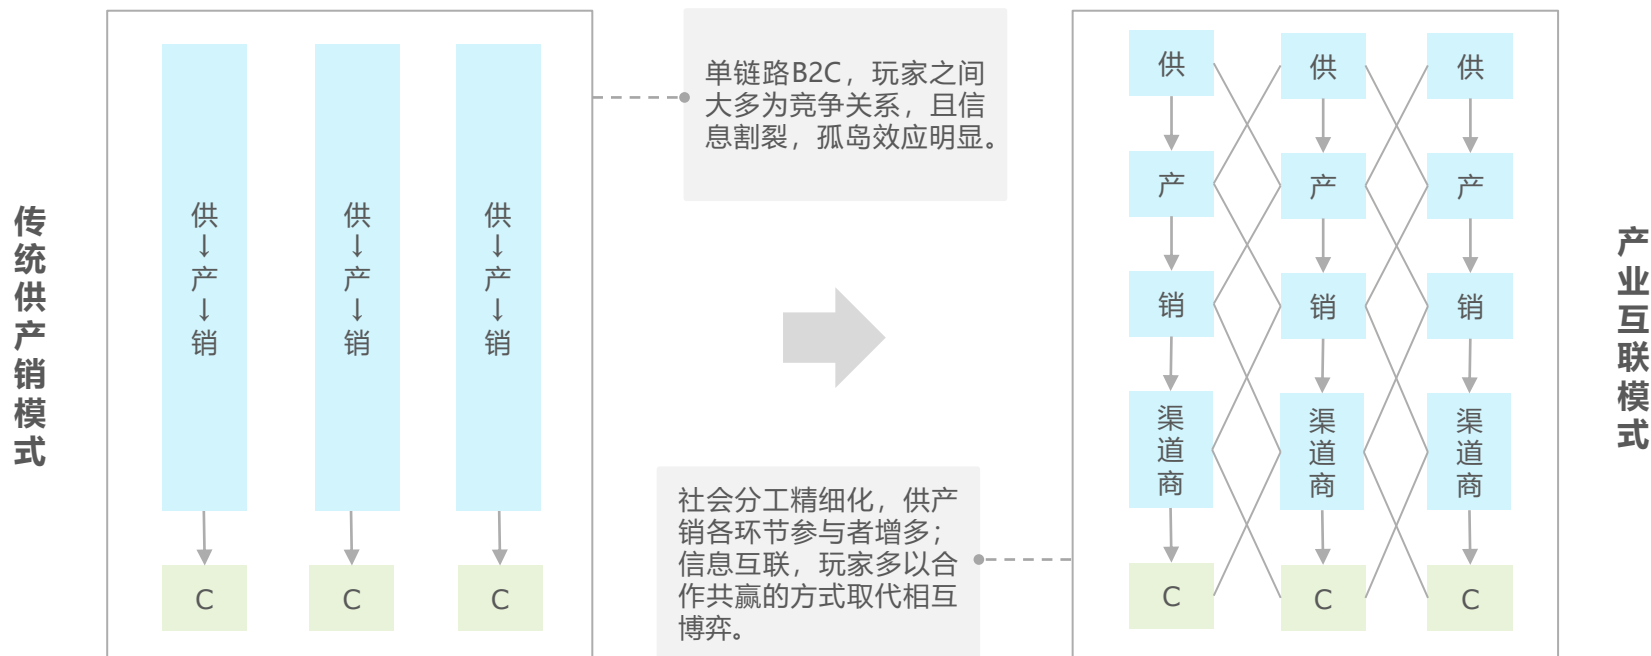 传统供产销模式
供→产→销
供→产→销
供→产→销
C
C
C
单链路B2C，玩家之间
大多为竞争关系，且信
息割裂，孤岛效应明显。
社会分工精细化，供产
销各环节参与者增多；
信息互联，玩家多以合
作共赢的方式取代相互
博弈。
供
供
供
产
产
产
销
销
销
渠道商
渠道商
渠道商
C
C
C
产业互联模式